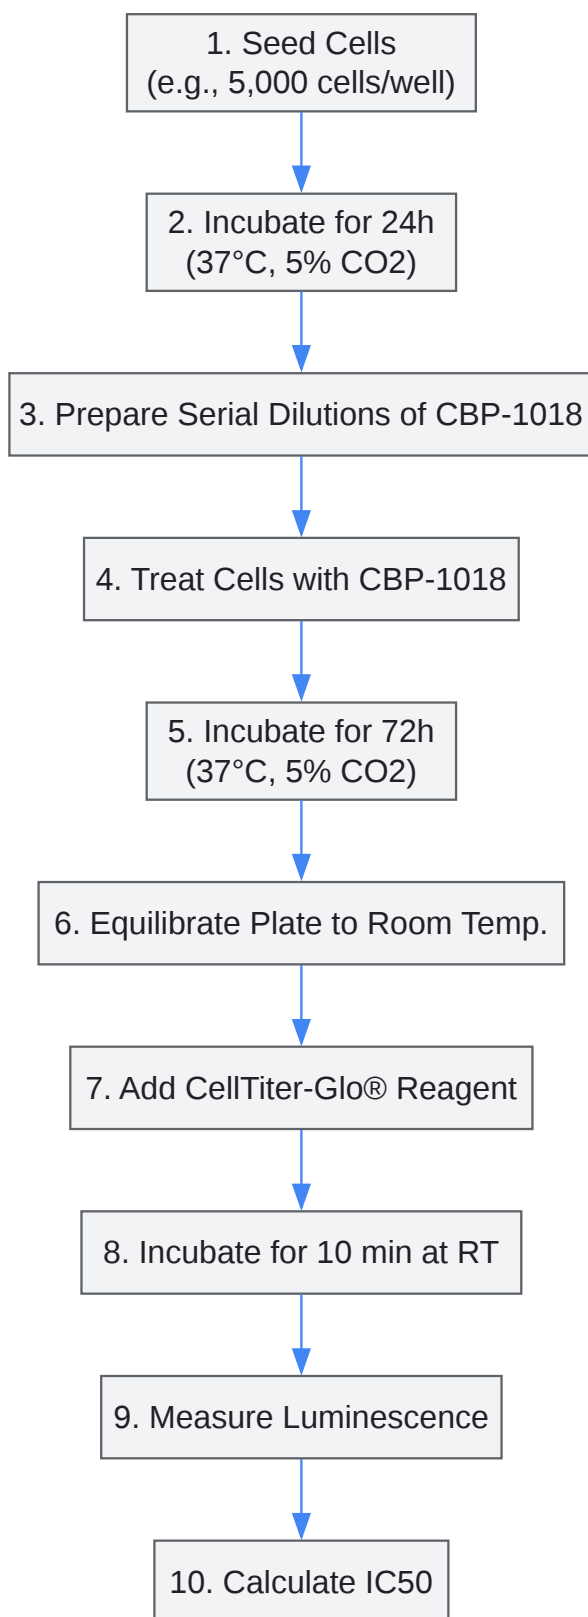 1. Seed Cells
(e.g., 5,000 cells/well)
2. Incubate for 24h
(37°C, 5% CO2)
3. Prepare Serial Dilutions of CBP-1018
4. Treat Cells with CBP-1018
5. Incubate for 72h
(37°C, 5% CO2)
6. Equilibrate Plate to Room Temp.
7. Add CellTiter-Glo® Reagent
8. Incubate for 10 min at RT
9. Measure Luminescence
10. Calculate IC50